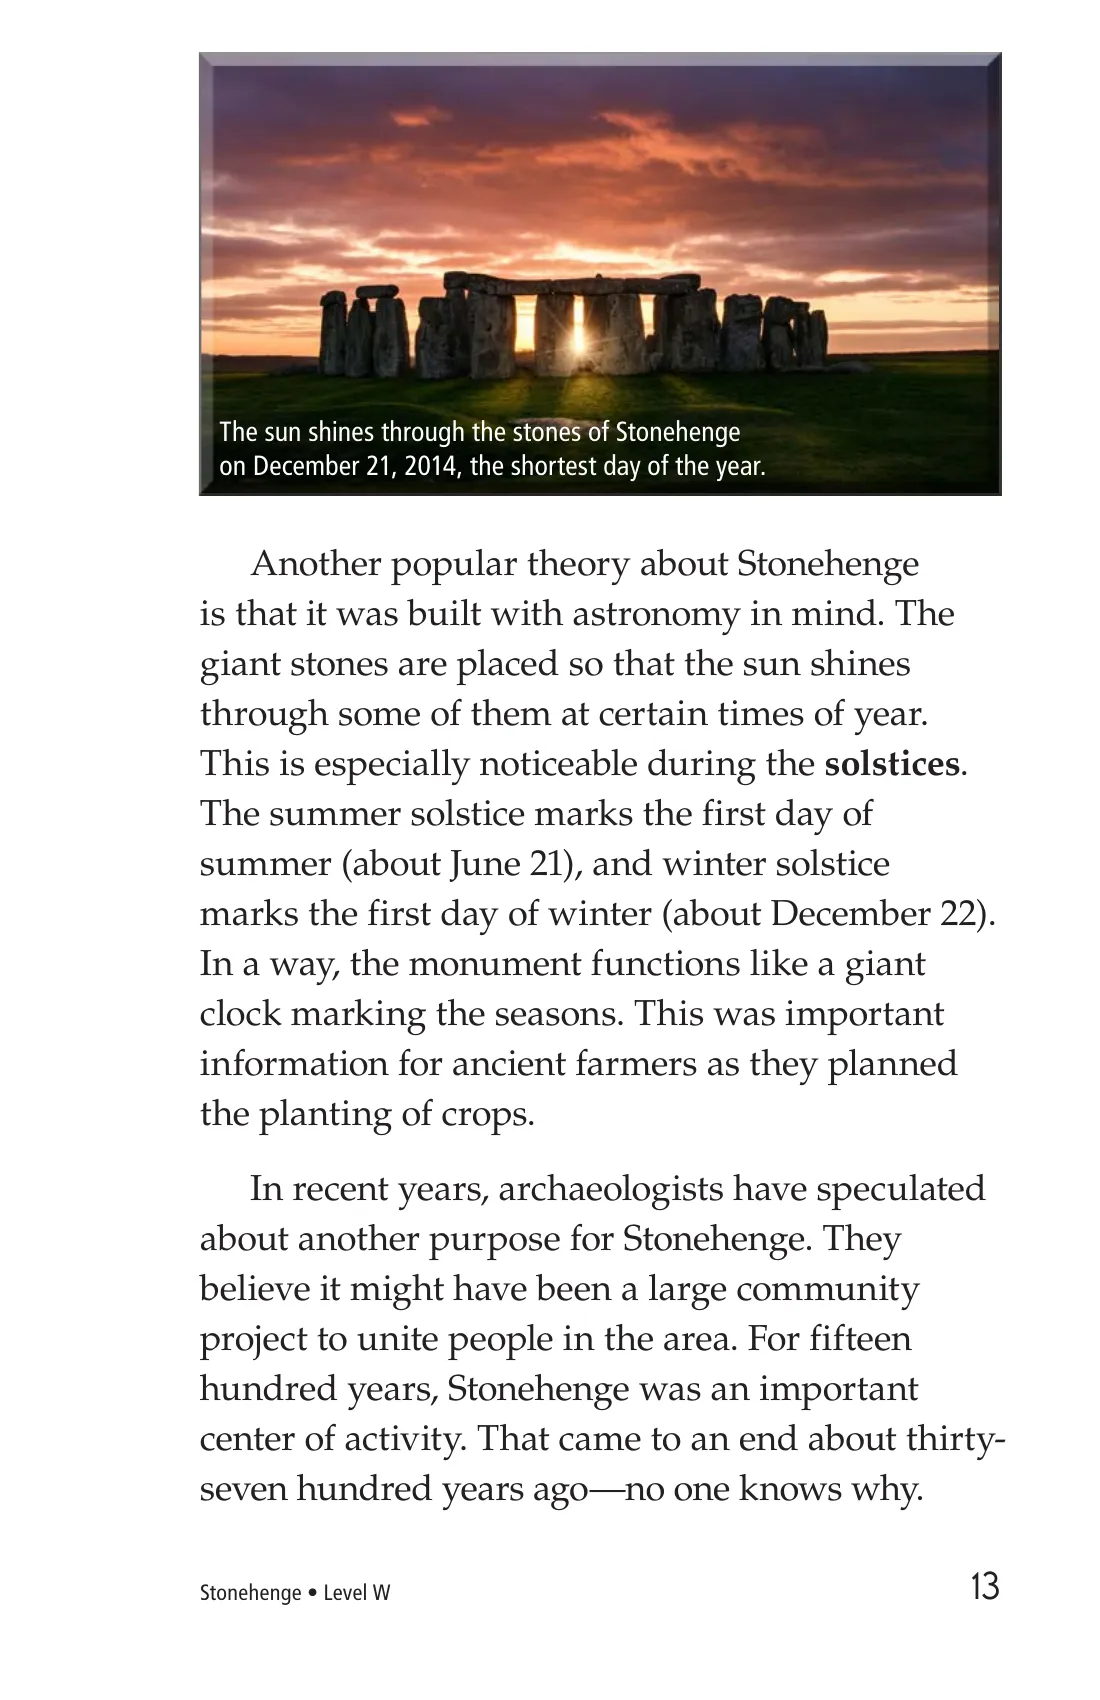 The sun shines through the stones of Stonehenge
on December 21, 2014, the shortest day of the year.
Another popular theory about Stonehenge
is that it was built with astronomy in mind. The
giant stones are placed so that the sun shines
through some of them at certain times of year.
This is especially noticeable during the solstices.
The summer solstice marks the first day of
summer (about June 21), and winter solstice
marks the first day of winter (about December 22).
In a way, the monument functions like a giant
clock marking the seasons. This was important
information for ancient farmers as they planned
the planting of crops.
In recent years, archaeologists have speculated
about another purpose for Stonehenge. They
believe it might have been a large community
project to unite people in the area. For fifteen
hundred years, Stonehenge was an important
center of activity. That came to an end about thirty-
seven hundred years ago—no one knows why.
Stonehenge • Level W
13